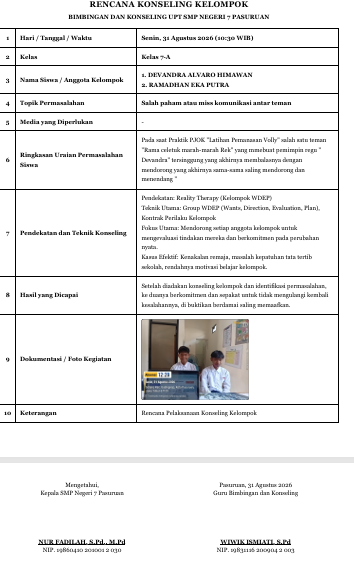 RENCANA KONSELING KELOMPOK
BIMBINGAN DAN KONSELING UPT SMP NEGERI 7 PASURUAN
1 Hari / Tanggal / Waktu Senin, 31 Agustus 2026 (10:30 WIB)
2 Kelas Kelas 7-A
3 Nama Siswa / Anggota Kelompok 1. DEVANDRA ALVARO HIMAWAN
2. RAMADHAN EKA PUTRA
4 Topik Permasalahan Salah paham atau miss komunikasi antar teman
5 Media yang Diperlukan -
6 Ringkasan Uraian Permasalahan Siswa
Pada saat Praktik PJOK "Latihan Pemanasan Volly" salah satu teman
"Rama celetuk marah-marah Rek" yang membuat pemimpin regu "
Devandra" tersinggung yang akhirnya membalasnya dengan
mendorong yang akhirnya sama-sama saling mendorong dan
menendang "
7 Pendekatan dan Teknik Konseling
Pendekatan: Reality Therapy (Kelompok WDEP)
Teknik Utama: Group WDEP (Wants, Direction, Evaluation, Plan),
Kontrak Perilaku Kelompok
Fokus Utama: Mendorong setiap anggota kelompok untuk
mengevaluasi tindakan mereka dan berkomitmen pada perubahan
nyata.
Kasus Efektif: Kenakalan remaja, masalah kepatuhan tata tertib
sekolah, rendahnya motivasi belajar kelompok.
8 Hasil yang Dicapai
Setelah diadakan konseling kelompok dan identifikasi permasalahan,
ke duanya berkomitmen dan sepakat untuk tidak mengulangi kembali
kesalahannya, di buktikan berdamai saling memaafkan.
9 Dokumentasi / Foto Kegiatan
12:28
10 Keterangan Rencana Pelaksanaan Konseling Kelompok
Mengetahui,
Kepala SMP Negeri 7 Pasuruan
Pasuruan, 31 Agustus 2026
Guru Bimbingan dan Konseling
NUR FADILAH, S.Pd., M.Pd
NIP. 19860410 201001 2 030
WIWIK ISMIATI, S.Pd
NIP. 19831116 200904 2 003